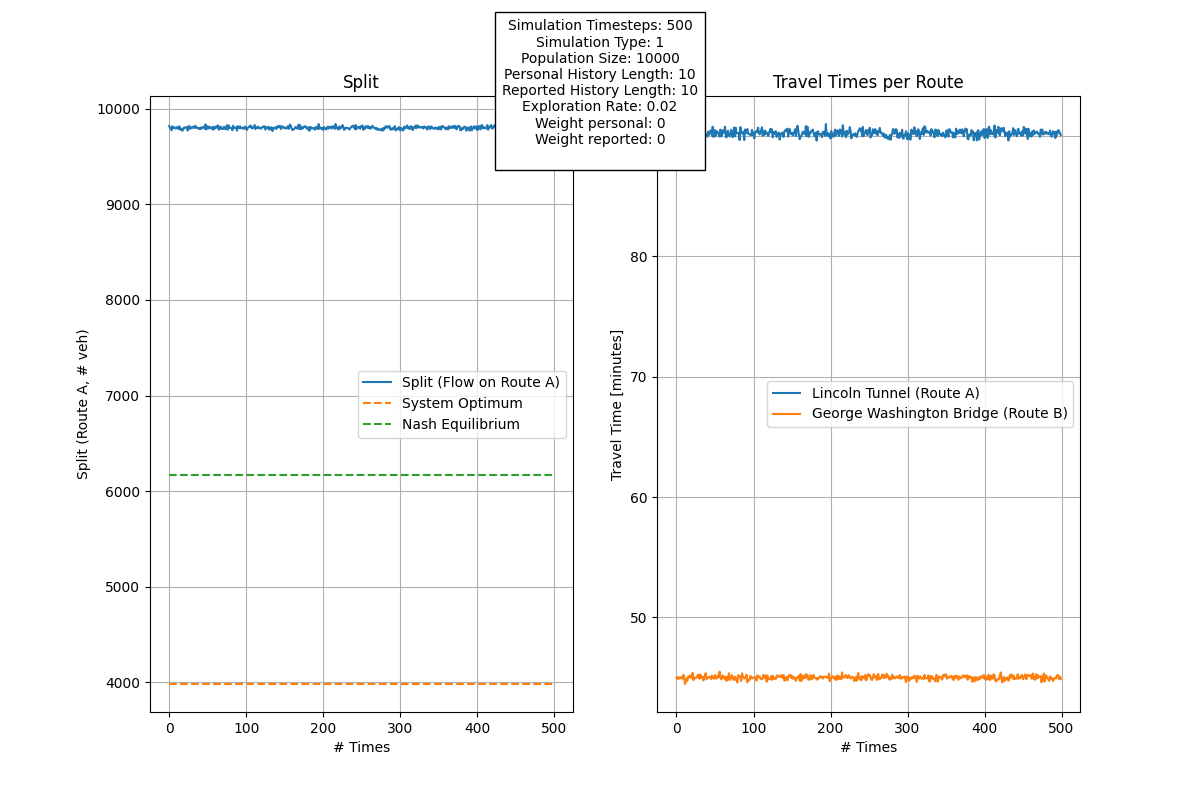 Simulation Timesteps: 500
Simulation Type: 1
Population Size: 10000
Personal History Length: 10
Reported History Length: 10
Exploration Rate: 0.02
Weight personal: 0
Weight reported: 0
Split
10000
9000
8000
7000
6000
5000
4000
Split (Route A, # veh)
Split (Flow on Route A)
System Optimum
Nash Equilibrium
0
100
200
300
400
500
# Times
Travel Times per Route
80
70
60
50
Travel Time [minutes]
Lincoln Tunnel (Route A)
George Washington Bridge (Route B)
0
100
200
300
400
500
# Times